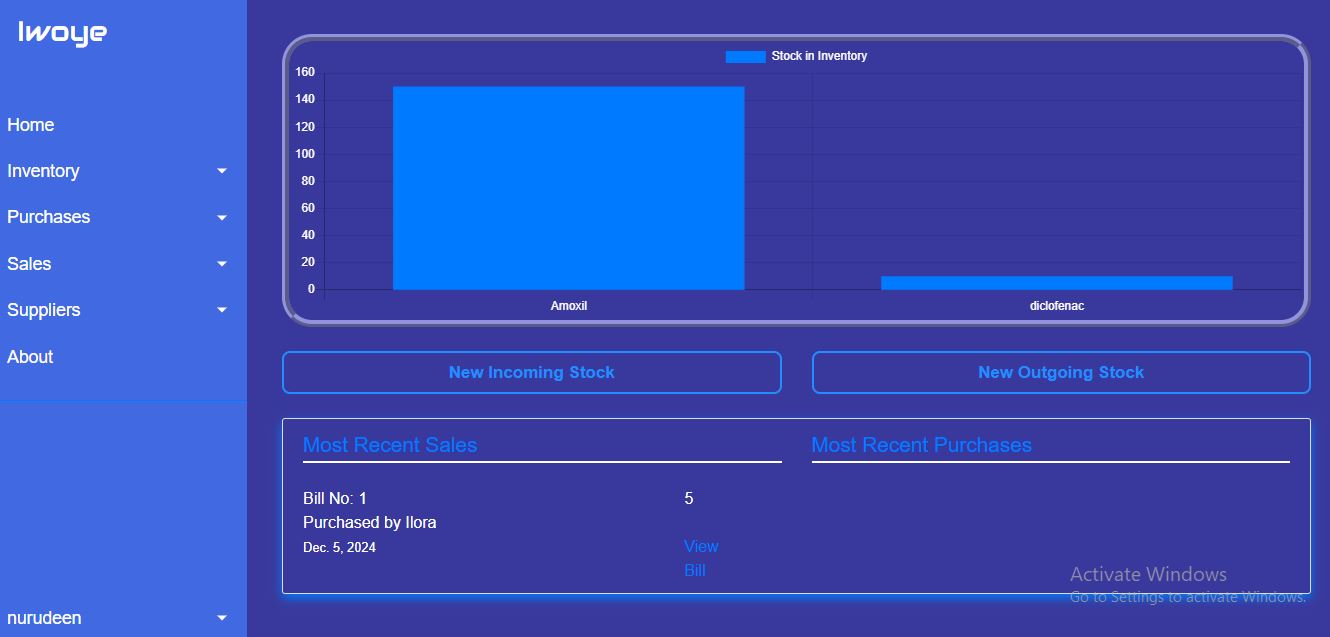 Iwoye
Home
Inventory
Purchases
Sales
Suppliers
About
nurudeen
Stock in Inventory
160
140
120
100
80
60
40
20
0
Amoxil
diclofenac
New Incoming Stock
New Outgoing Stock
Most Recent Sales
Most Recent Purchases
Bill No: 1
5
Purchased by Ilora
Dec. 5, 2024
View
Bill
Activate Windows
Go to Settings to activate Windows.